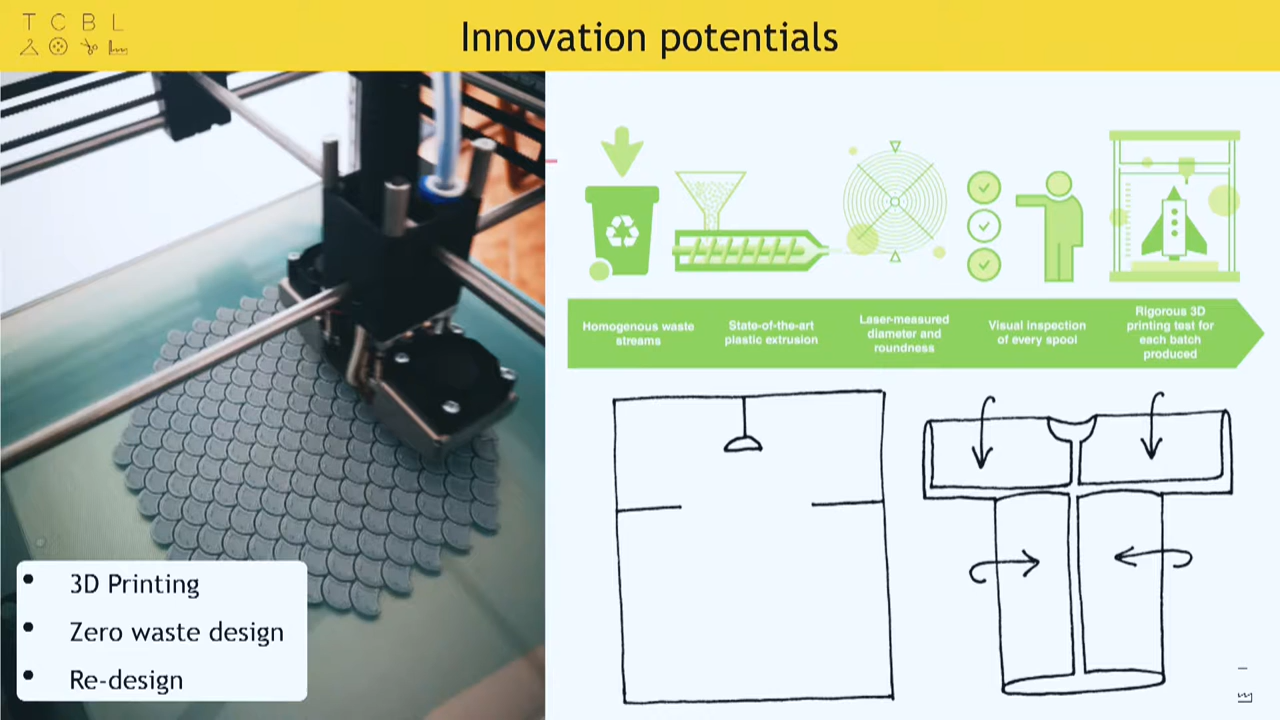 T C B L
Innovation potentials
Homogenous waste
streams
State-of-the-art
plastic extrusion
Laser-measured
diameter and
roundness
Visual inspection
of every spool
Rigorous 3D
printing test for
each batch
produced
• 3D Printing
• Zero waste design
• Re-design